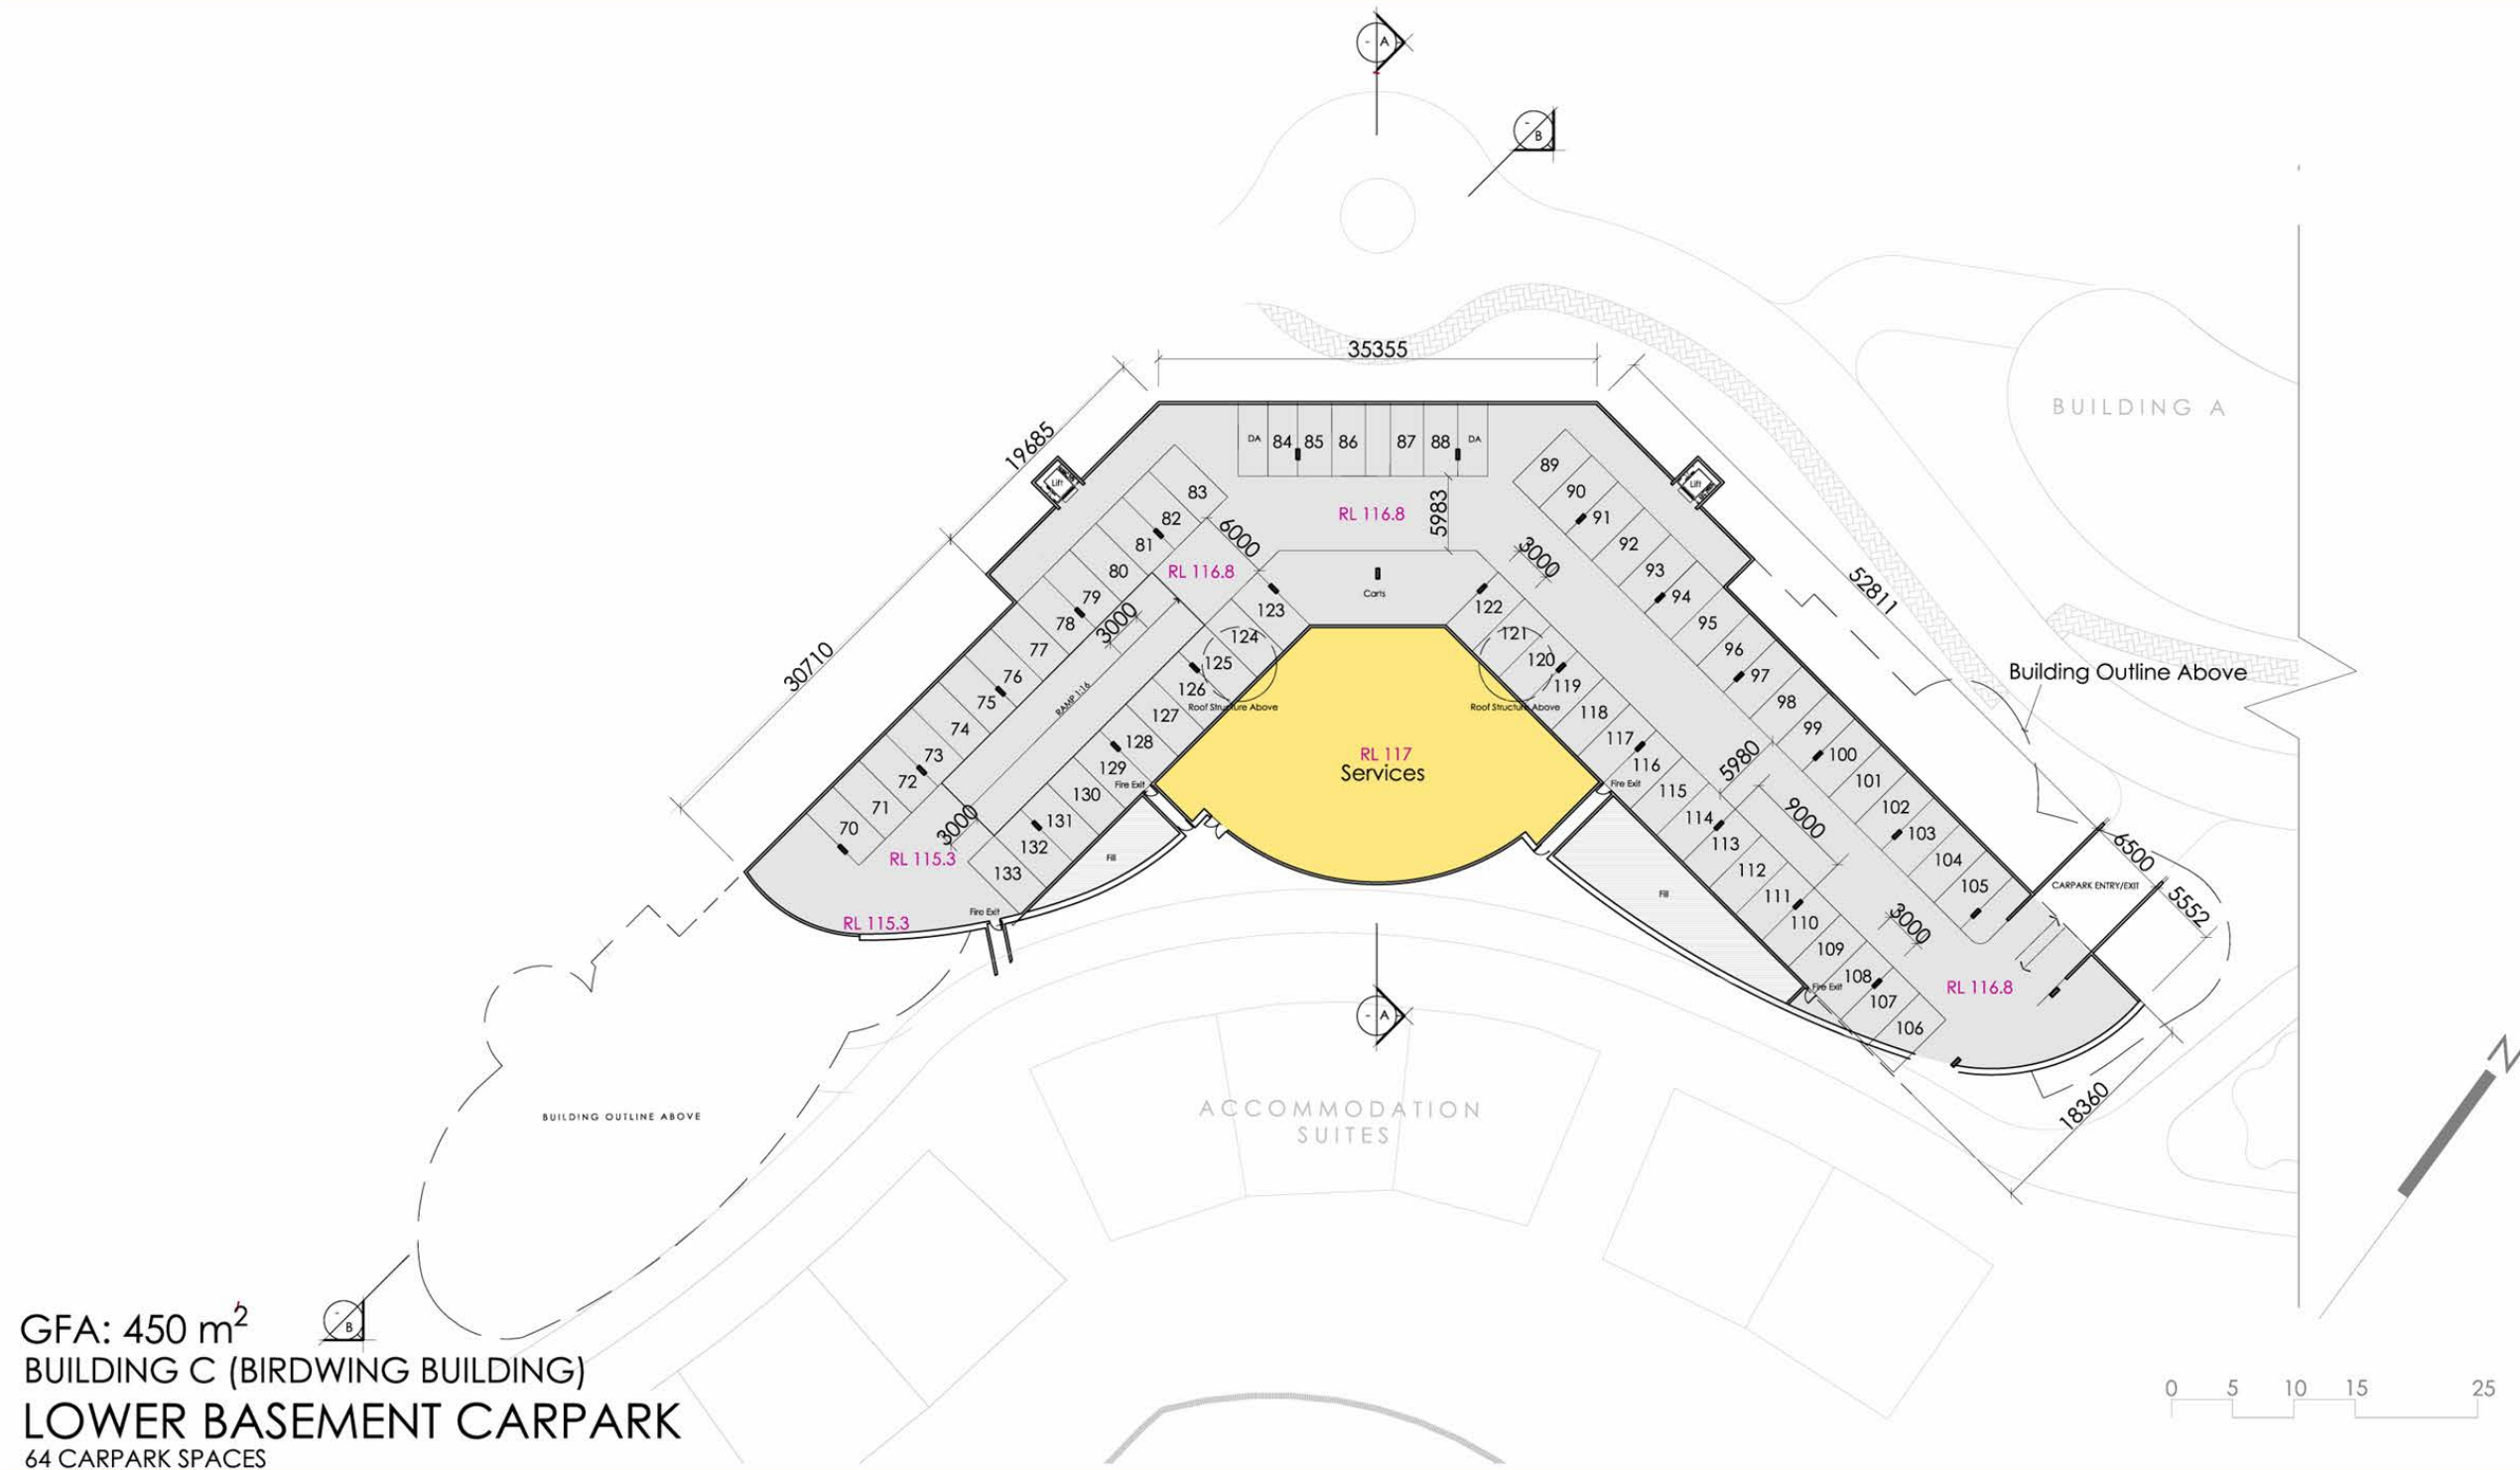 - A
- B
35355
BUILDING A
19685
DA 84 85 86 87 88 DA
89
Lift
Lift
83
90
RL 116.8
5983
82
91
6000
81
92
3000
80
RL 116.8
93
52811
79
Carts
94
78
3000
123
122
95
77
124
121
96
30710
76
125
120
97
Building Outline Above
75
126
119
98
RAMP 1:16
Roof Structure Above
Roof Structure Above
74
127
118
99
73
128
117
100
RL 117
Services
5980
72
129
116
101
Fire Exit
Fire Exit
71
130
115
102
9000
70
131
114
103
3000
132
113
104
6500
RL 115.3
Fill
133
112
105
CARPARK ENTRY/EXIT
Fill
111
5552
Fire Exit
RL 115.3
110
3000
109
108
RL 116.8
Fire Exit
107
- A
106
ACCOMMODATION
SUITES
18360
BUILDING OUTLINE ABOVE
N
- B
GFA: 450 m²
BUILDING C (BIRDWING BUILDING)
LOWER BASEMENT CARPARK
64 CARPARK SPACES
0 5 10 15 25